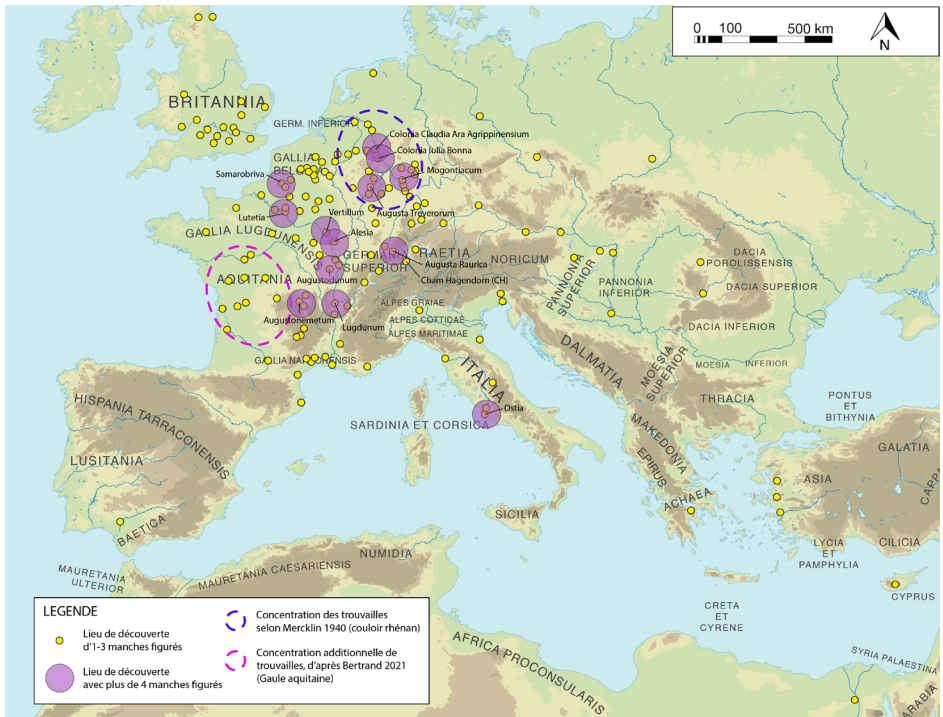 0 100 500 km
N
BRITANNIA
GERM. INFERIOR
Colonia Claudia Ara Agrippinensium
Colonia Julia Bonna
GALLIA
BELGICA
Mogontiacum
Samarobriva
Augusta Treverorum
Lutetia
Vertillum
GALLIA LUGDUNENSIS
Alesia
GERMANIA
SUPERIOR
RAETIA
NORICUM
Augusta Raurica
Cham Hagendorn (CH)
Augustodunum
AQUITANIA
PANNONIA
SUPERIOR
PANNONIA
INFERIOR
DACIA
POROLISSENSIS
DACIA SUPERIOR
DACIA INFERIOR
ALPES GRAIAE
ALPES COTTIDAE
ALPES MARITIMAE
Augustonemetum
Lugdunum
GALLIA NARBONENSIS
ITALIA
DALMATIA
MOESIA
SUPERIOR
MOESIA INFERIOR
THRACIA
PONTUS
ET
BITHYNIA
HISPANIA TARRACONENSIS
Ostia
SARDINIA ET CORSICA
MAKEDONIA
EPIRUS
GALATIA
LUSITANIA
ASIA
CAPP
ACHAEA
BAETICA
SICILIA
LYCIA
ET
PAMPHYLIA
CILICIA
NUMIDIA
MAURETANIA CAESARIENSIS
MAURETANIA
ULTERIOR
CYPRUS
CRETA
ET
CYRENE
AFRICA PROCONSULARIS
SYRIA PALAESTINA
ARABIA
LEGENDE
Lieu de découverte
d'1-3 manches figurés
Lieu de découverte
avec plus de 4 manches figurés
Concentration des trouvailles
selon Mercklin 1940 (couloir rhénan)
Concentration additionnelle de
trouvailles, d'après Bertrand 2021
(Gaule aquitaine)